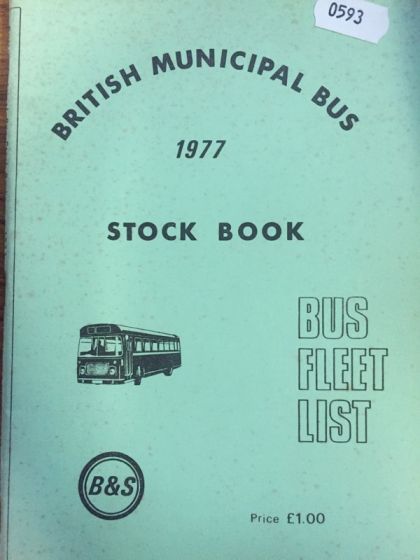 0593
BRITISH MUNICIPAL BUS
1977
STOCK BOOK
BUS
FLEET
LIST
B&S
Price £1.00